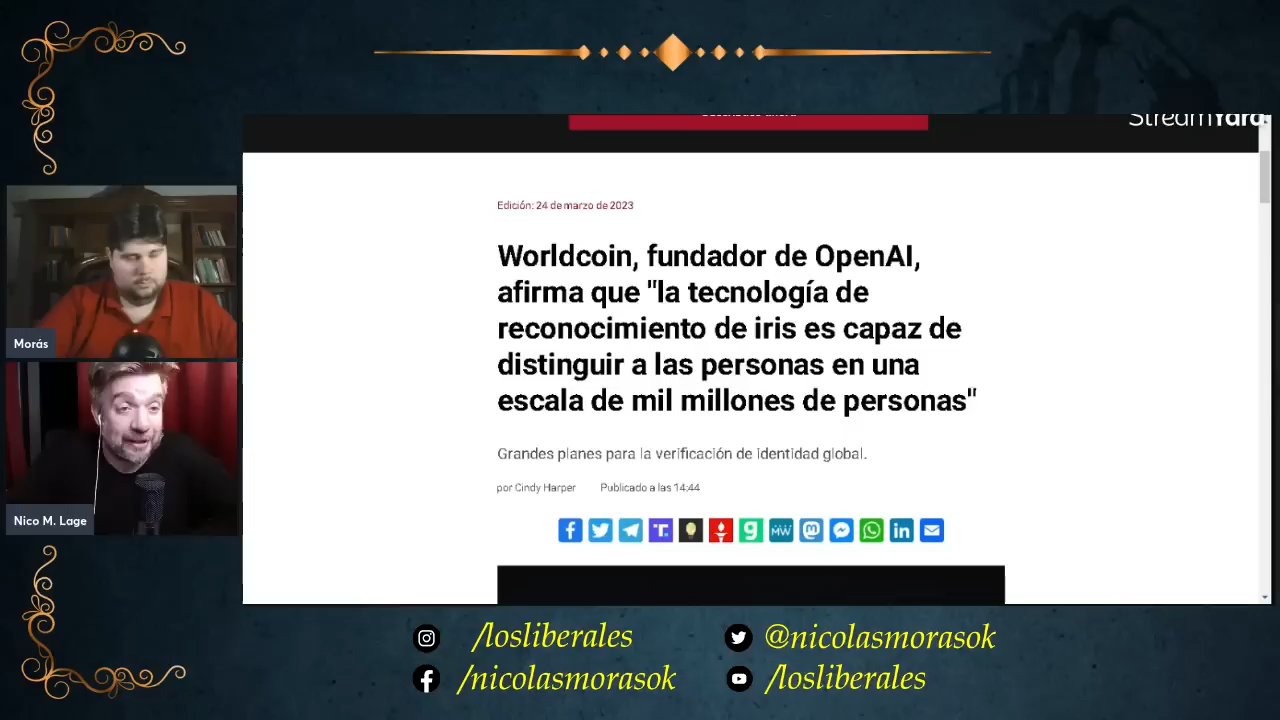 StreamYard
Edición: 24 de marzo de 2023
Worldcoin, fundador de OpenAI,
afirma que "la tecnología de
reconocimiento de iris es capaz de
distinguir a las personas en una
escala de mil millones de personas"
Grandes planes para la verificación de identidad global.
por Cindy Harper Publicado a las 14:44
Morás
Nico M. Lage
/losliberales
@nicolasmorasok
/nicolasmorasok
/losliberales